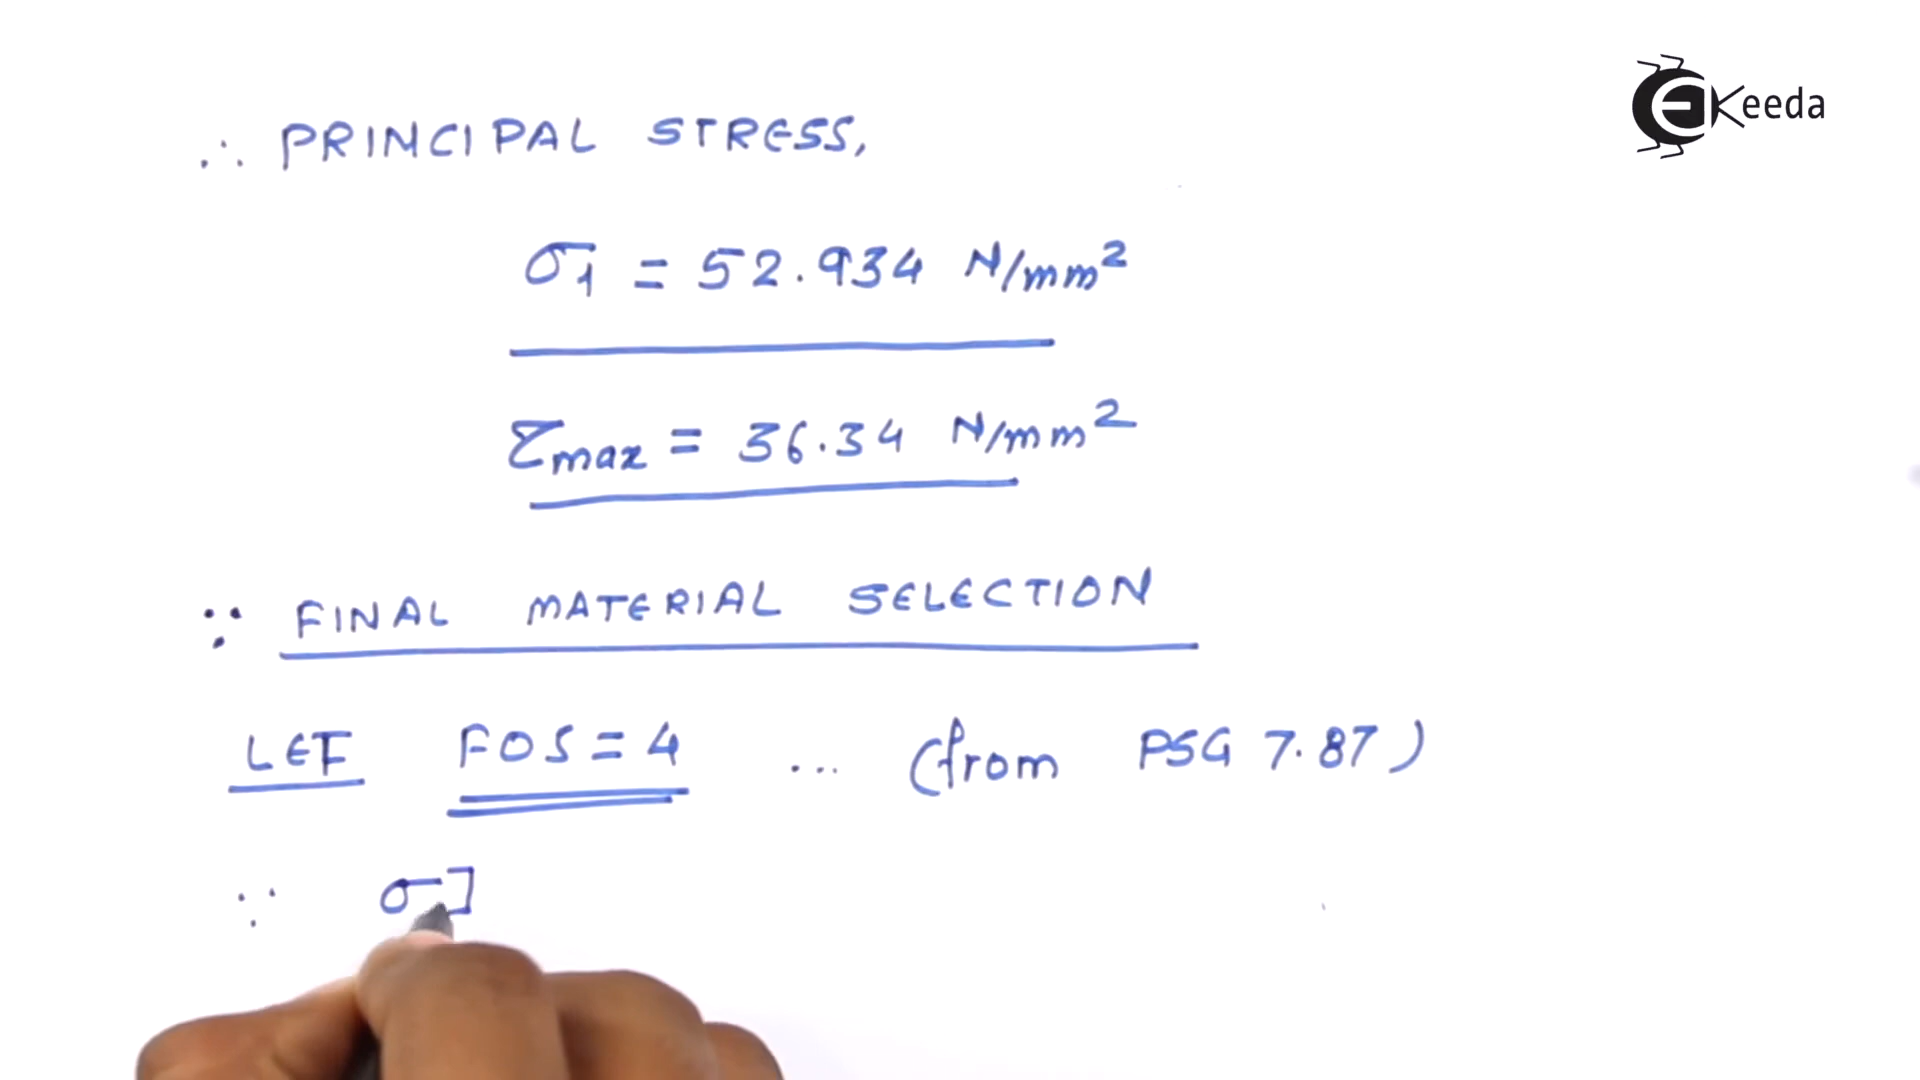 Keeda
∴ PRINCIPAL STRESS,
σ1 = 52.934 N/mm²
τmax = 36.34 N/mm²
∵ FINAL MATERIAL SELECTION
LET FOS = 4 ... (from PSG 7.87)
∵ σ]